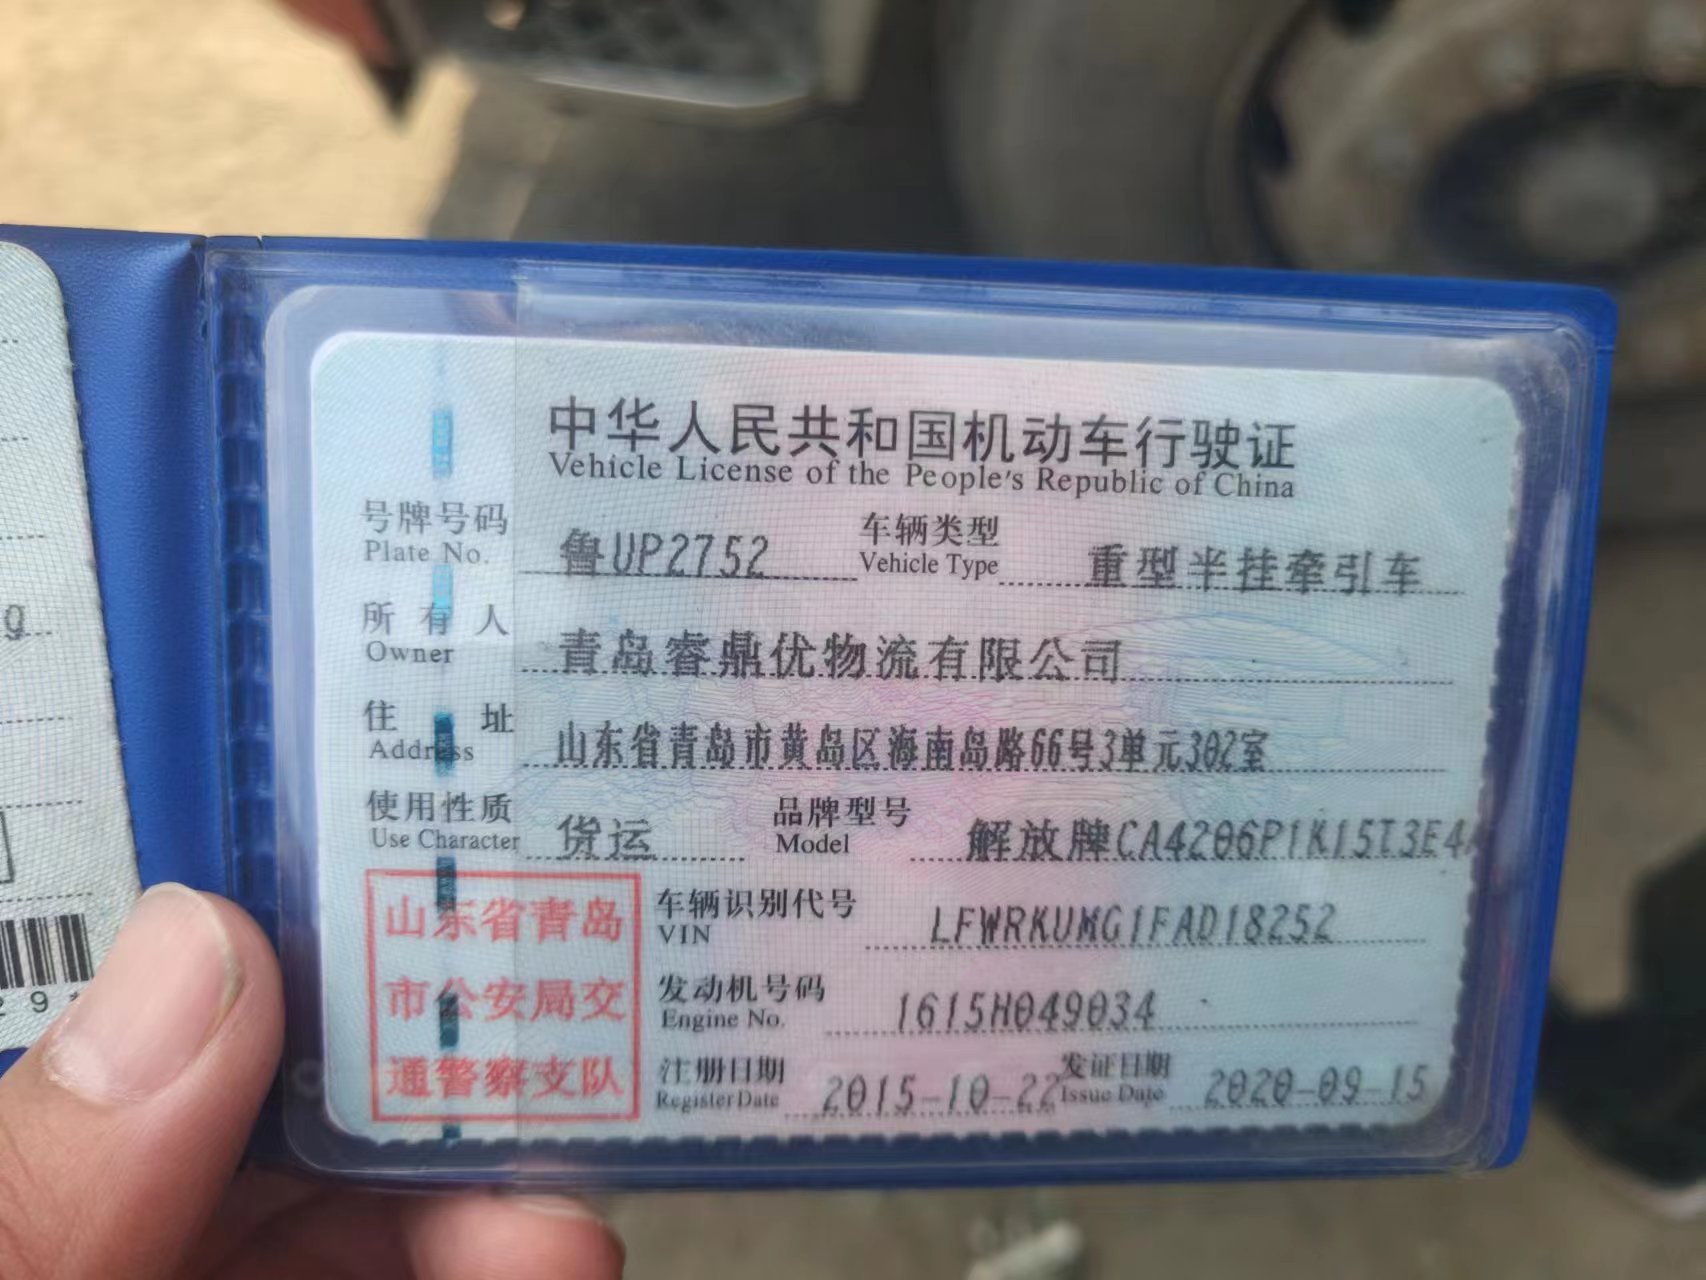 中华人民共和国机动车行驶证
Vehicle License of the People's Republic of China
号牌号码 鲁UP2752 车辆类型 重型半挂牵引车
Plate No. Vehicle Type
所有人 青岛睿鼎优物流有限公司
Owner
住址 山东省青岛市黄岛区海南岛路66号3单元302室
Address
使用性质 货运 品牌型号 解放牌CA4206P1K15T3E4
Use Character Model
山东省青岛
市公安局交
通警察支队
车辆识别代号 LFWRKUMG1FAD18252
VIN
发动机号码 1615H049034
Engine No.
注册日期 2015-10-22 发证日期 2020-09-15
Register Date Issue Date
g
29*